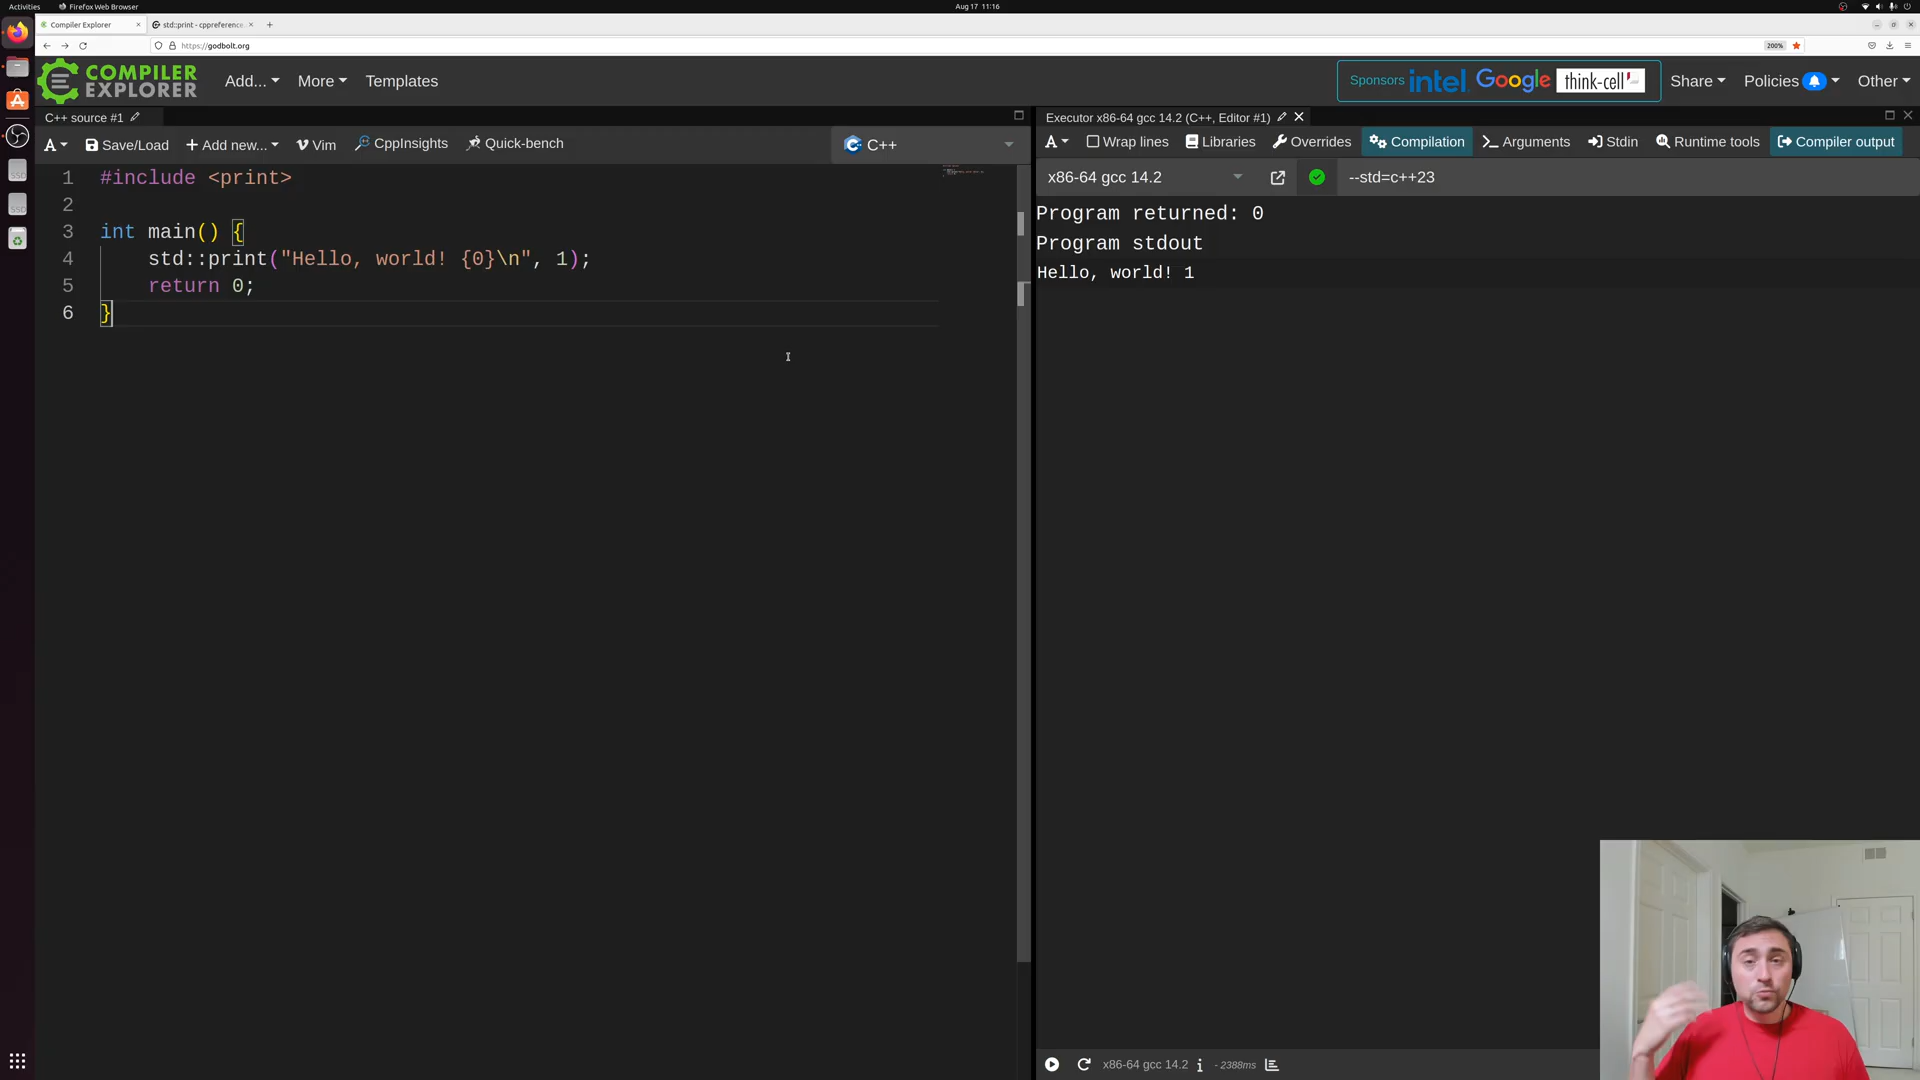 Activities
Firefox Web Browser
Aug 17 11:16
Compiler Explorer
std::print - cppreference.
https://godbolt.org
200%
COMPILER
EXPLORER
Add...
More
Templates
Sponsors intel. Google think-cell
Share
Policies
Other
C++ source #1
A
Save/Load
Add new...
Vim
CppInsights
Quick-bench
C++
1 #include <print>
2
3 int main() {
4 std::print("Hello, world! {0}\n", 1);
5 return 0;
6 }
Executor x86-64 gcc 14.2 (C++, Editor #1)
A
Wrap lines
Libraries
Overrides
Compilation
Arguments
Stdin
Runtime tools
Compiler output
x86-64 gcc 14.2
--std=c++23
Program returned: 0
Program stdout
Hello, world! 1
x86-64 gcc 14.2 i - 2388ms
SSD
SSD